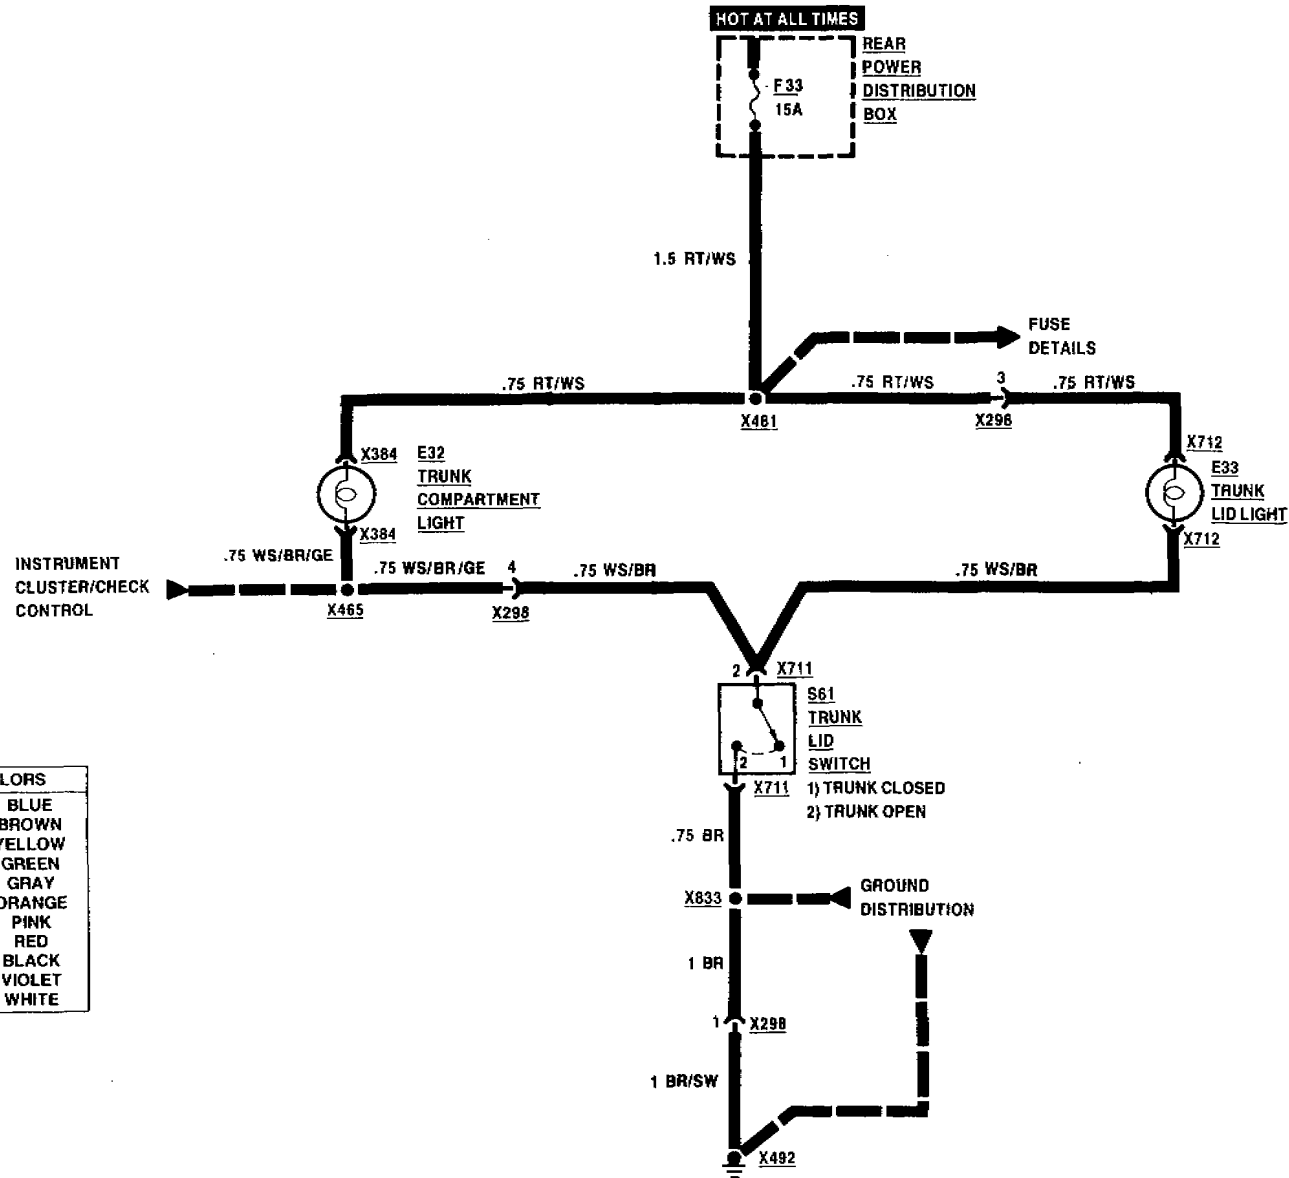 HOT AT ALL TIMES
REAR
POWER
DISTRIBUTION
BOX
F33
15A
1.5 RT/WS
FUSE
DETAILS
.75 RT/WS
.75 RT/WS
3
.75 RT/WS
X481
X296
X384
E32
TRUNK
COMPARTMENT
LIGHT
X384
X712
E33
TRUNK
LID LIGHT
X712
INSTRUMENT
CLUSTER/CHECK
CONTROL
.75 WS/BR/GE
.75 WS/BR/GE
4
.75 WS/BR
.75 WS/BR
X465
X298
2
X711
S61
TRUNK
LID
SWITCH
1) TRUNK CLOSED
2) TRUNK OPEN
2
1
X711
.75 BR
X833
GROUND
DISTRIBUTION
1 BR
1
X298
1 BR/SW
X492
LORS
BLUE
BROWN
YELLOW
GREEN
GRAY
ORANGE
PINK
RED
BLACK
VIOLET
WHITE